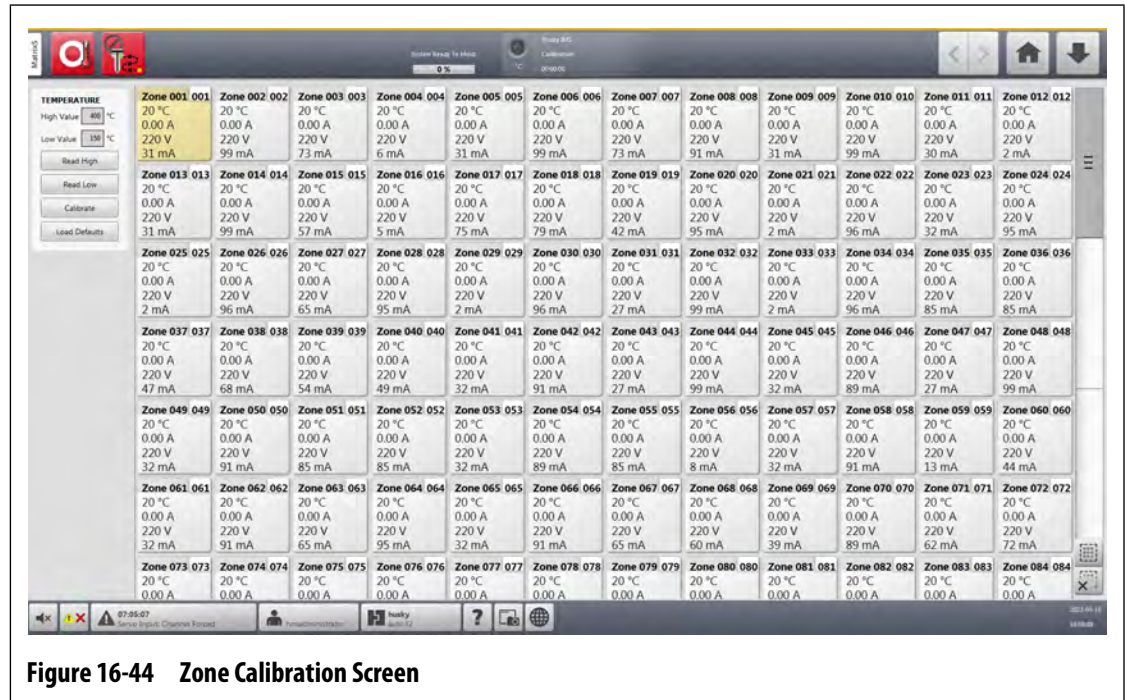 Matrix5
System Ready To Mold
0 %
°C
Calibration
TEMPERATURE
High Value 400 °C
Low Value 150 °C
Read High
Read Low
Calibrate
Load Defaults
Zone 001 001 Zone 002 002 Zone 003 003 Zone 004 004 Zone 005 005 Zone 006 006 Zone 007 007 Zone 008 008 Zone 009 009 Zone 010 010 Zone 011 011 Zone 012 012
20 °C 20 °C 20 °C 20 °C 20 °C 20 °C 20 °C 20 °C 20 °C 20 °C 20 °C 20 °C
0.00 A 0.00 A 0.00 A 0.00 A 0.00 A 0.00 A 0.00 A 0.00 A 0.00 A 0.00 A 0.00 A 0.00 A
220 V 220 V 220 V 220 V 220 V 220 V 220 V 220 V 220 V 220 V 220 V 220 V
31 mA 99 mA 73 mA 6 mA 31 mA 99 mA 73 mA 91 mA 31 mA 99 mA 30 mA 2 mA
Zone 013 013 Zone 014 014 Zone 015 015 Zone 016 016 Zone 017 017 Zone 018 018 Zone 019 019 Zone 020 020 Zone 021 021 Zone 022 022 Zone 023 023 Zone 024 024
20 °C 20 °C 20 °C 20 °C 20 °C 20 °C 20 °C 20 °C 20 °C 20 °C 20 °C 20 °C
0.00 A 0.00 A 0.00 A 0.00 A 0.00 A 0.00 A 0.00 A 0.00 A 0.00 A 0.00 A 0.00 A 0.00 A
220 V 220 V 220 V 220 V 220 V 220 V 220 V 220 V 220 V 220 V 220 V 220 V
31 mA 99 mA 57 mA 5 mA 75 mA 79 mA 42 mA 95 mA 2 mA 96 mA 32 mA 95 mA
Zone 025 025 Zone 026 026 Zone 027 027 Zone 028 028 Zone 029 029 Zone 030 030 Zone 031 031 Zone 032 032 Zone 033 033 Zone 034 034 Zone 035 035 Zone 036 036
20 °C 20 °C 20 °C 20 °C 20 °C 20 °C 20 °C 20 °C 20 °C 20 °C 20 °C 20 °C
0.00 A 0.00 A 0.00 A 0.00 A 0.00 A 0.00 A 0.00 A 0.00 A 0.00 A 0.00 A 0.00 A 0.00 A
220 V 220 V 220 V 220 V 220 V 220 V 220 V 220 V 220 V 220 V 220 V 220 V
2 mA 96 mA 65 mA 95 mA 2 mA 96 mA 27 mA 99 mA 2 mA 96 mA 85 mA 85 mA
Zone 037 037 Zone 038 038 Zone 039 039 Zone 040 040 Zone 041 041 Zone 042 042 Zone 043 043 Zone 044 044 Zone 045 045 Zone 046 046 Zone 047 047 Zone 048 048
20 °C 20 °C 20 °C 20 °C 20 °C 20 °C 20 °C 20 °C 20 °C 20 °C 20 °C 20 °C
0.00 A 0.00 A 0.00 A 0.00 A 0.00 A 0.00 A 0.00 A 0.00 A 0.00 A 0.00 A 0.00 A 0.00 A
220 V 220 V 220 V 220 V 220 V 220 V 220 V 220 V 220 V 220 V 220 V 220 V
47 mA 68 mA 54 mA 49 mA 32 mA 91 mA 27 mA 99 mA 32 mA 89 mA 27 mA 99 mA
Zone 049 049 Zone 050 050 Zone 051 051 Zone 052 052 Zone 053 053 Zone 054 054 Zone 055 055 Zone 056 056 Zone 057 057 Zone 058 058 Zone 059 059 Zone 060 060
20 °C 20 °C 20 °C 20 °C 20 °C 20 °C 20 °C 20 °C 20 °C 20 °C 20 °C 20 °C
0.00 A 0.00 A 0.00 A 0.00 A 0.00 A 0.00 A 0.00 A 0.00 A 0.00 A 0.00 A 0.00 A 0.00 A
220 V 220 V 220 V 220 V 220 V 220 V 220 V 220 V 220 V 220 V 220 V 220 V
32 mA 91 mA 85 mA 85 mA 32 mA 89 mA 85 mA 8 mA 32 mA 91 mA 13 mA 44 mA
Zone 061 061 Zone 062 062 Zone 063 063 Zone 064 064 Zone 065 065 Zone 066 066 Zone 067 067 Zone 068 068 Zone 069 069 Zone 070 070 Zone 071 071 Zone 072 072
20 °C 20 °C 20 °C 20 °C 20 °C 20 °C 20 °C 20 °C 20 °C 20 °C 20 °C 20 °C
0.00 A 0.00 A 0.00 A 0.00 A 0.00 A 0.00 A 0.00 A 0.00 A 0.00 A 0.00 A 0.00 A 0.00 A
220 V 220 V 220 V 220 V 220 V 220 V 220 V 220 V 220 V 220 V 220 V 220 V
32 mA 91 mA 65 mA 95 mA 32 mA 91 mA 65 mA 60 mA 39 mA 89 mA 62 mA 72 mA
Zone 073 073 Zone 074 074 Zone 075 075 Zone 076 076 Zone 077 077 Zone 078 078 Zone 079 079 Zone 080 080 Zone 081 081 Zone 082 082 Zone 083 083 Zone 084 084
20 °C 20 °C 20 °C 20 °C 20 °C 20 °C 20 °C 20 °C 20 °C 20 °C 20 °C 20 °C
0.00 A 0.00 A 0.00 A 0.00 A 0.00 A 0.00 A 0.00 A 0.00 A 0.00 A 0.00 A 0.00 A 0.00 A
07:05:07
Servo Input: Channel Forced
hmiadministrator
husky
?
Figure 16-44 Zone Calibration Screen